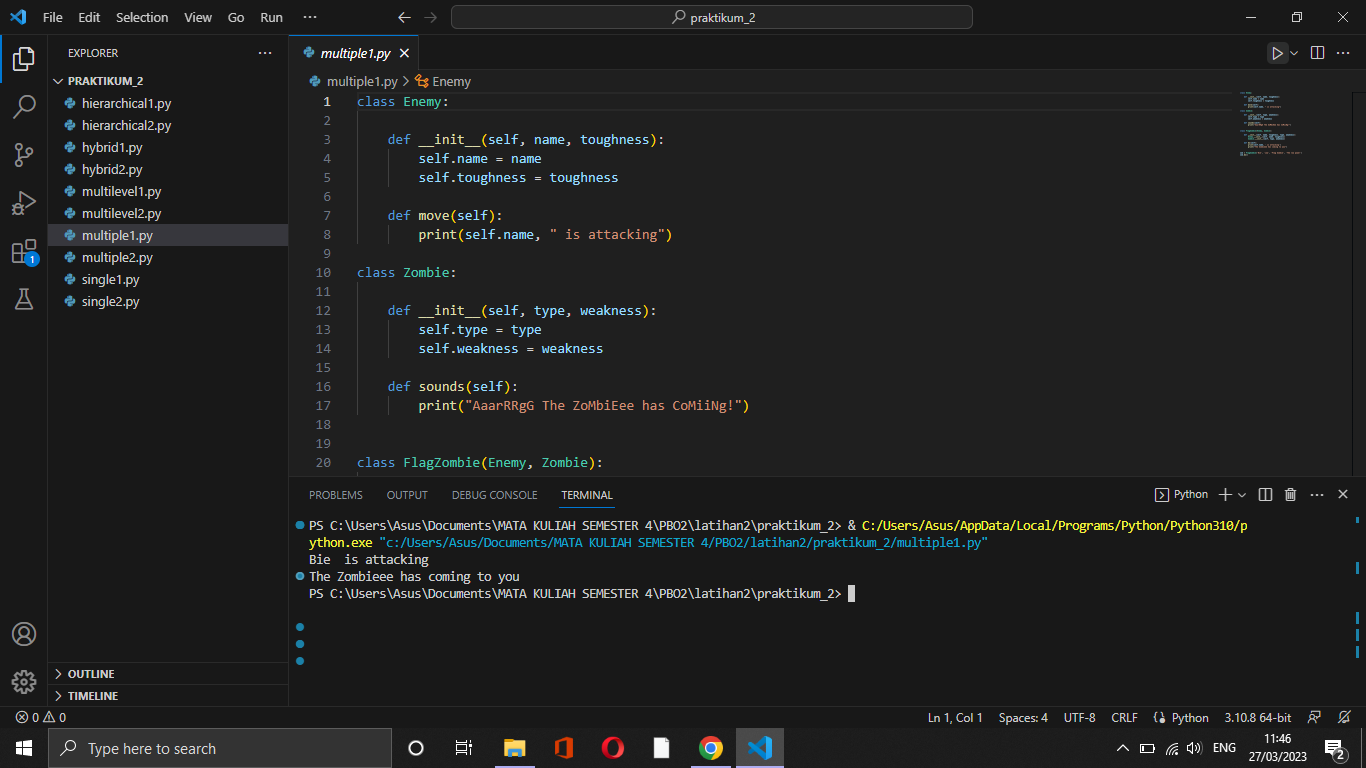 File Edit Selection View Go Run ··· praktikum_2
EXPLORER ···
PRAKTIKUM_2
hierarchical1.py
hierarchical2.py
hybrid1.py
hybrid2.py
multilevel1.py
multilevel2.py
multiple1.py
multiple2.py
single1.py
single2.py
OUTLINE
TIMELINE
1
multiple1.py
multiple1.py > Enemy
1 class Enemy:
2
3 def __init__(self, name, toughness):
4 self.name = name
5 self.toughness = toughness
6
7 def move(self):
8 print(self.name, " is attacking")
9
10 class Zombie:
11
12 def __init__(self, type, weakness):
13 self.type = type
14 self.weakness = weakness
15
16 def sounds(self):
17 print("AaarRRgG The ZoMbiEee has CoMiiNg!")
18
19
20 class FlagZombie(Enemy, Zombie):
PROBLEMS OUTPUT DEBUG CONSOLE TERMINAL Python
PS C:\Users\Asus\Documents\MATA KULIAH SEMESTER 4\PBO2\latihan2\praktikum_2> & C:/Users/Asus/AppData/Local/Programs/Python/Python310/p
ython.exe "c:/Users/Asus/Documents/MATA KULIAH SEMESTER 4/PBO2/latihan2/praktikum_2/multiple1.py"
Bie  is attacking
The Zombieee has coming to you
PS C:\Users\Asus\Documents\MATA KULIAH SEMESTER 4\PBO2\latihan2\praktikum_2>
0 0 Ln 1, Col 1 Spaces: 4 UTF-8 CRLF Python 3.10.8 64-bit
Type here to search ENG 11:46
27/03/2023 2